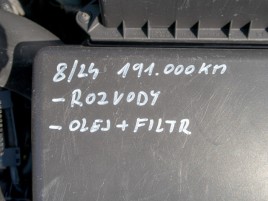 8/24 191.000KM
- ROZVODY
- OLEJ + FILTR